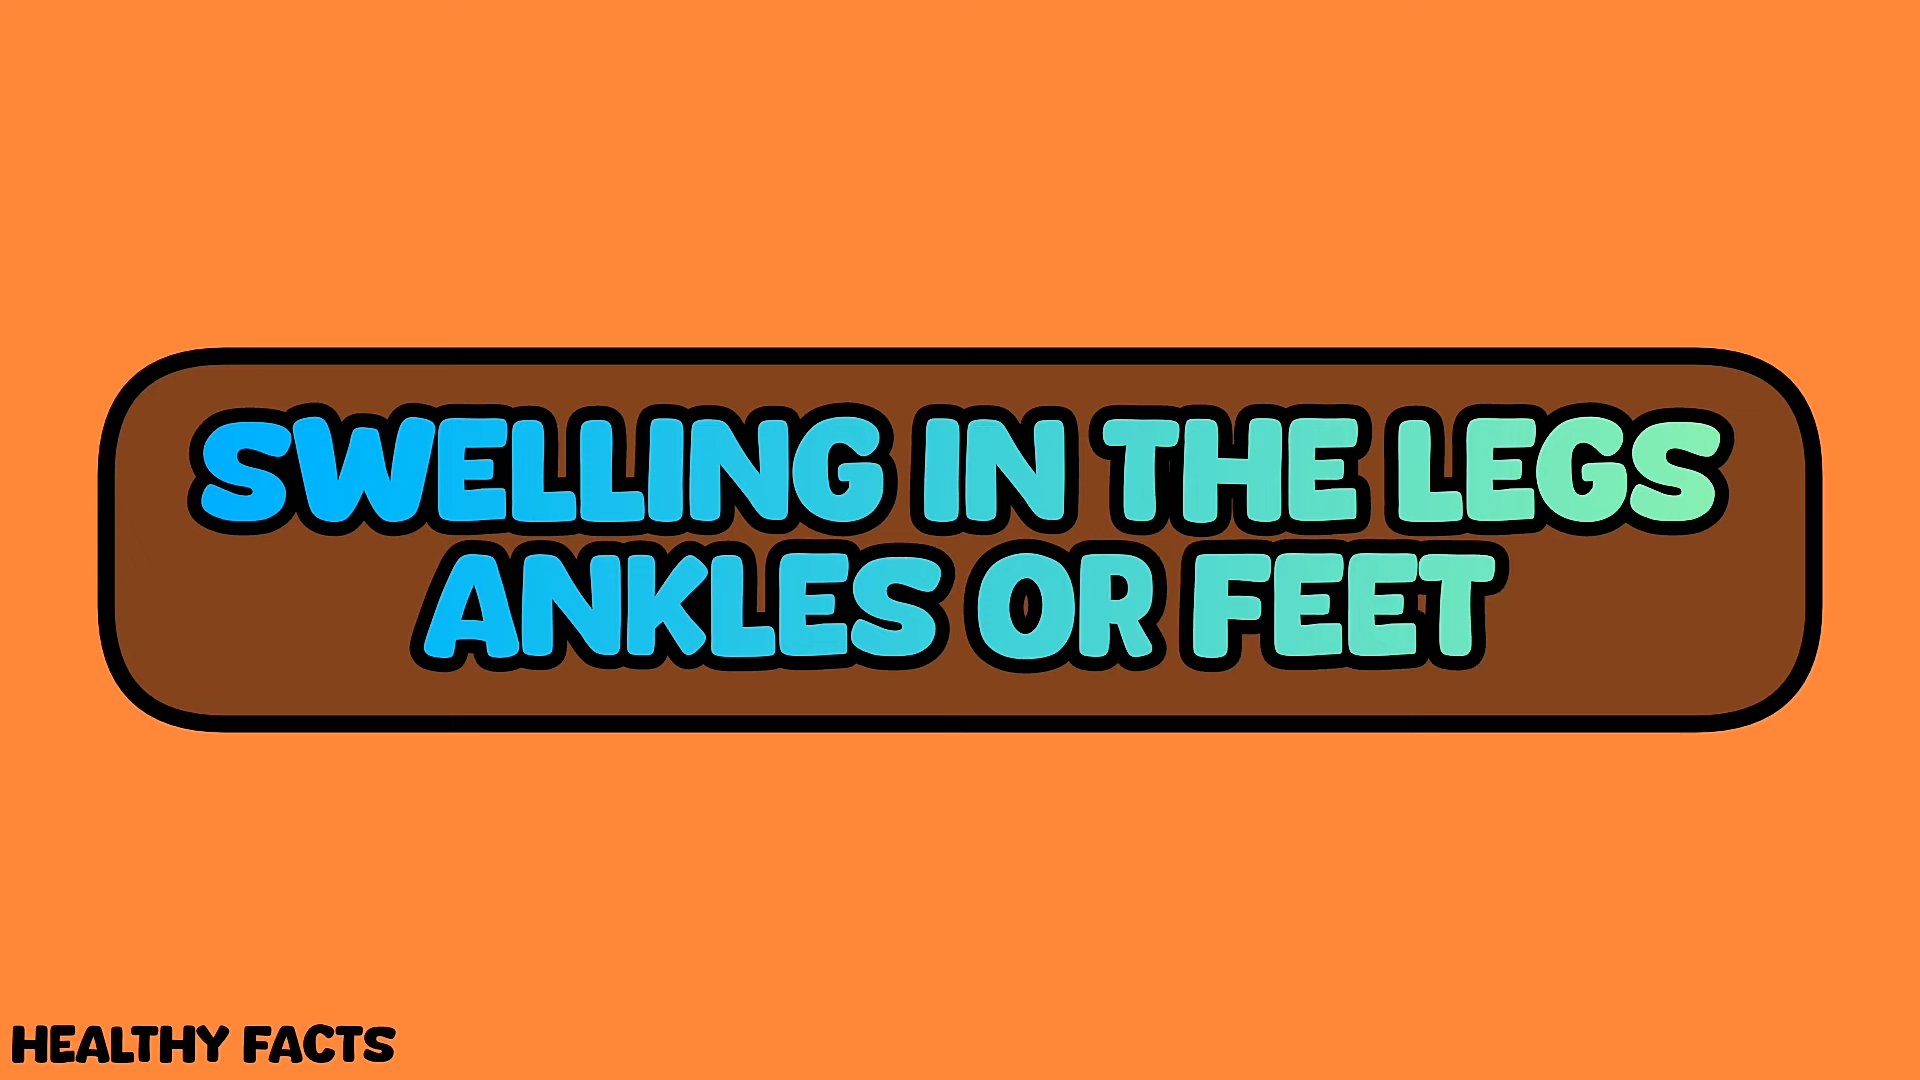 SWELLING IN THE LEGS
ANKLES OR FEET
HEALTHY FACTS